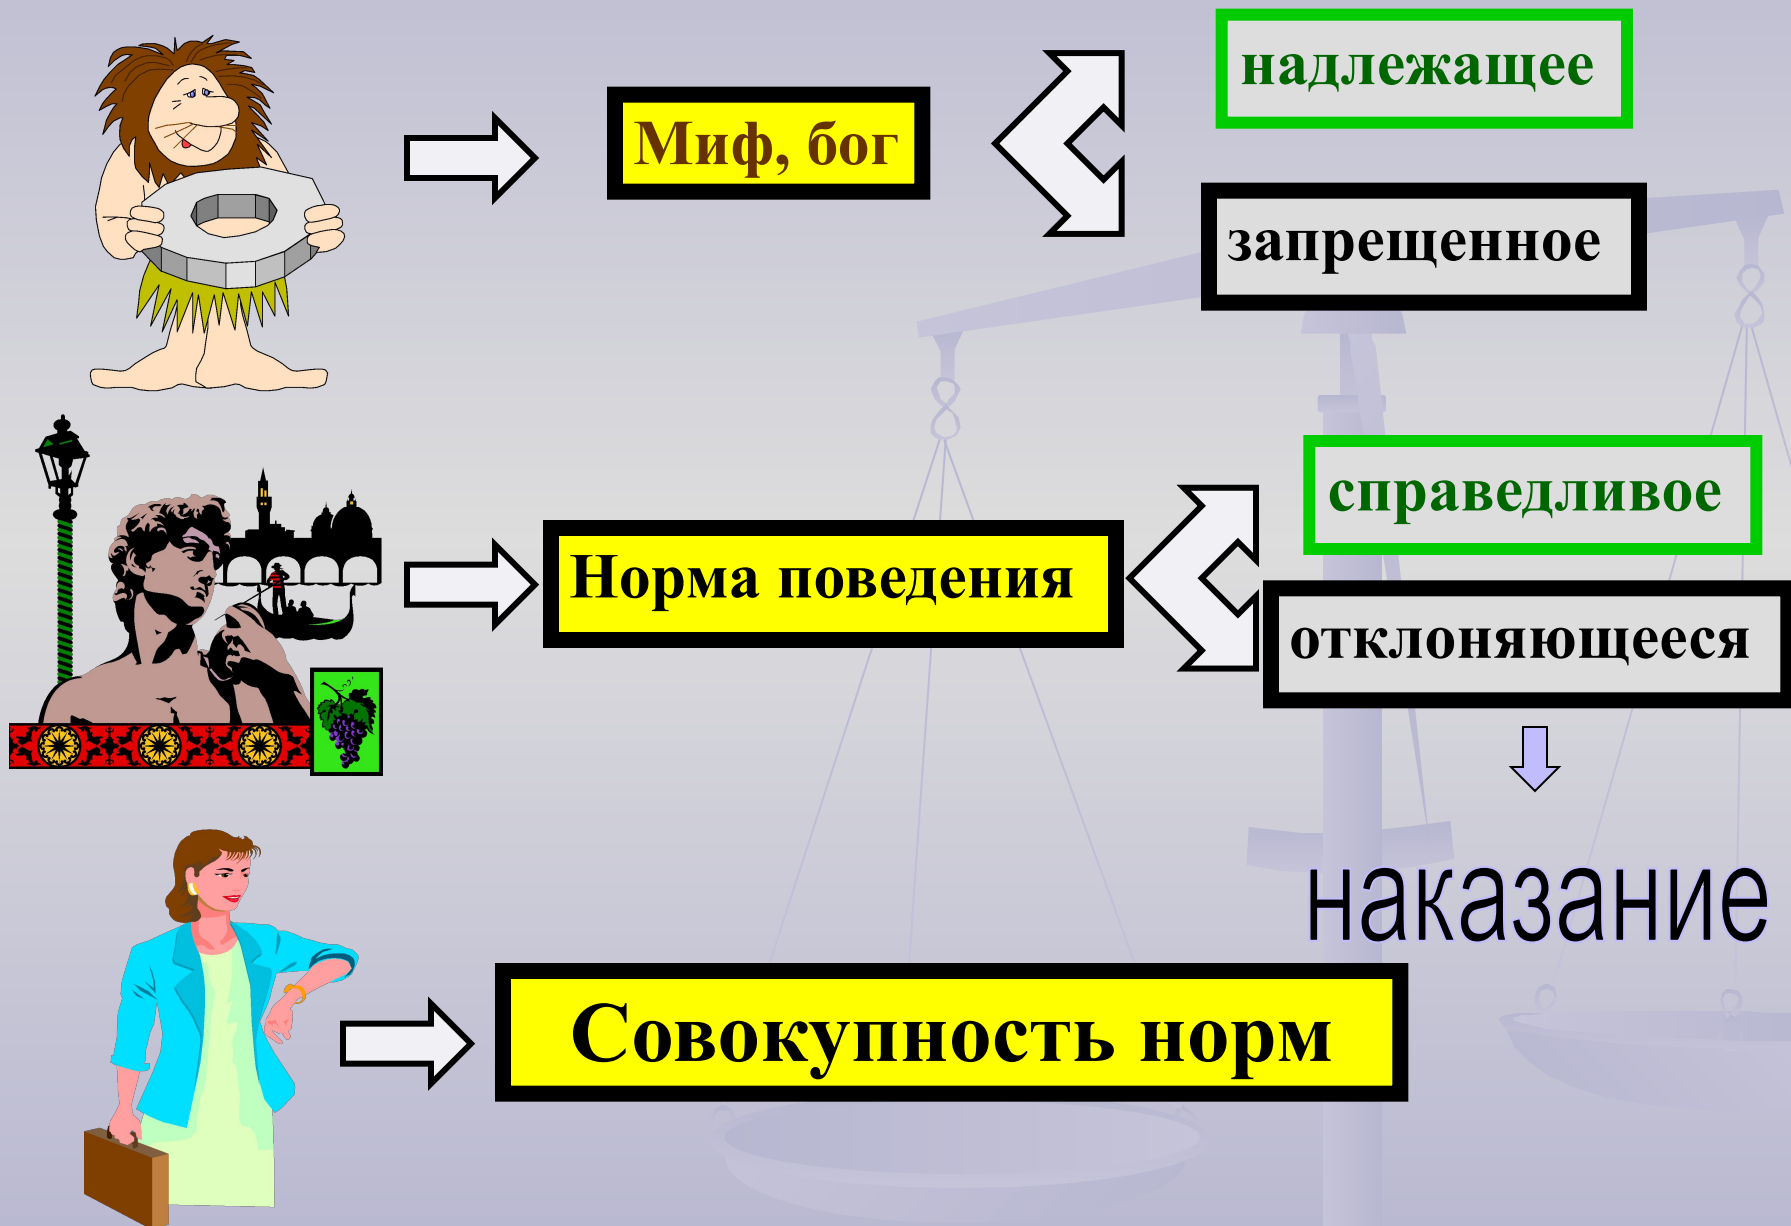 надлежащее
Миф, бог
запрещенное
справедливое
Норма поведения
отклоняющееся
наказание
Совокупность норм